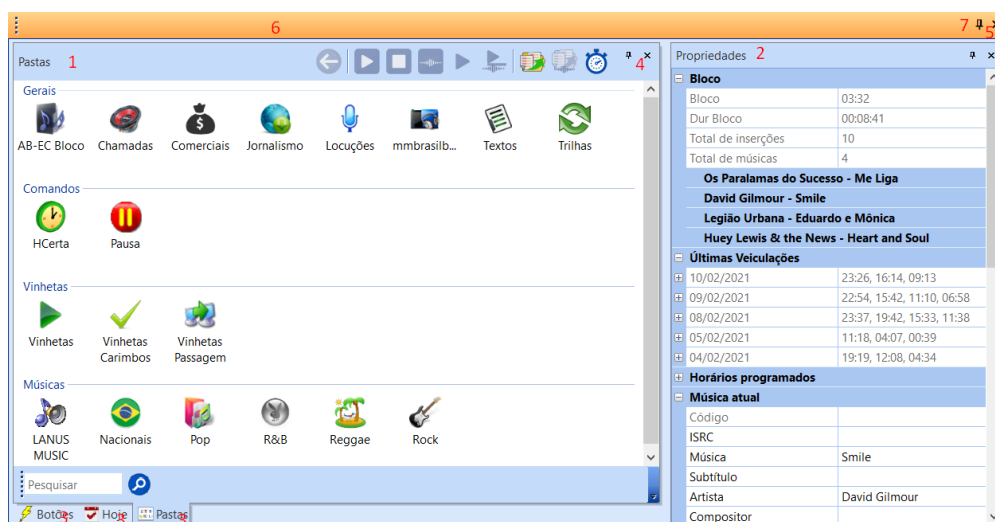 6 7 5
Pastas 1 4
Gerais
AB-EC Bloco Chamadas Comerciais Jornalismo Locuções mmbrasilb... Textos Trilhas
Comandos
HCerta Pausa
Vinhetas
Vinhetas Vinhetas Carimbos Vinhetas Passagem
Músicas
LANUS MUSIC Nacionais Pop R&B Reggae Rock
Pesquisar
Botões Hoje Pastas
Propriedades 2
Bloco
Bloco 03:32
Dur Bloco 00:08:41
Total de inserções 10
Total de músicas 4
Os Paralamas do Sucesso - Me Liga
David Gilmour - Smile
Legião Urbana - Eduardo e Mônica
Huey Lewis & the News - Heart and Soul
Últimas Veiculações
10/02/2021 23:26, 16:14, 09:13
09/02/2021 22:54, 15:42, 11:10, 06:58
08/02/2021 23:37, 19:42, 15:33, 11:38
05/02/2021 11:18, 04:07, 00:39
04/02/2021 19:19, 12:08, 04:34
Horários programados
Música atual
Código
ISRC
Música Smile
Subtítulo
Artista David Gilmour
Compositor